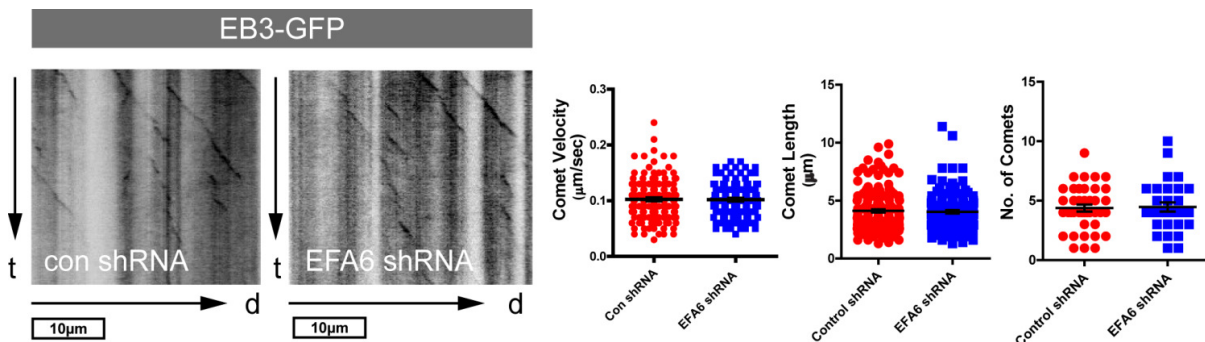 EB3-GFP
t
con shRNA
d
10µm
t
EFA6 shRNA
d
10µm
Comet Velocity
(µm/sec)
0.3
0.2
0.1
0.0
Con shRNA
EFA6 shRNA
Comet Length
(µm)
15
10
5
0
Control shRNA
EFA6 shRNA
No. of Comets
15
10
5
0
Control shRNA
EFA6 shRNA